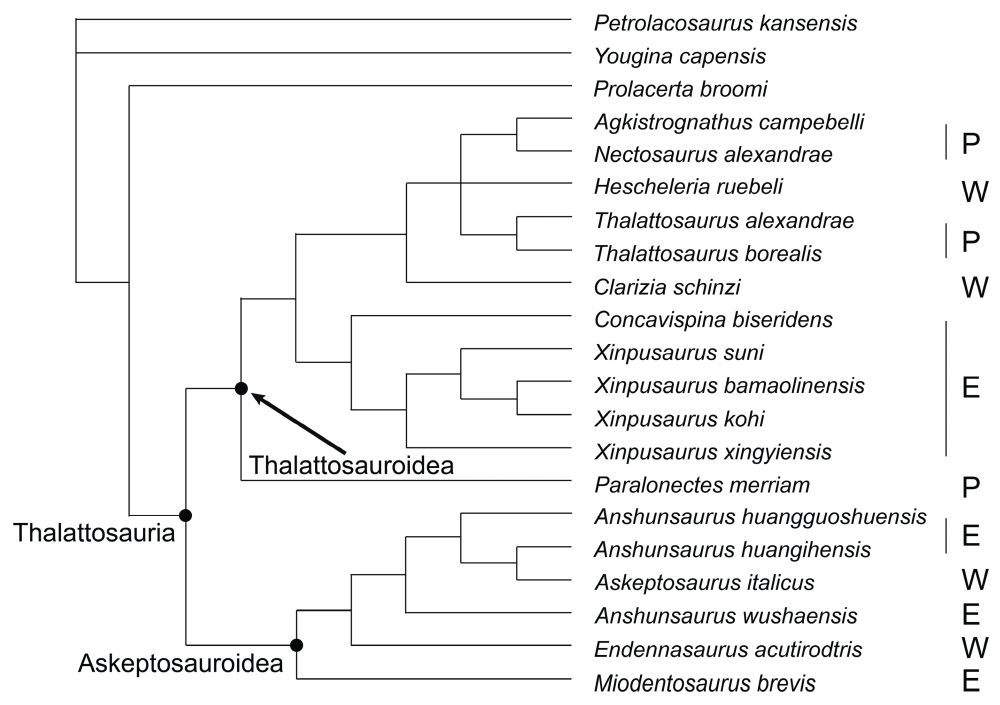 Petrolacosaurus kansensis
Yougina capensis
Prolacerta broomi
Agkistrognathus campebelli
Nectosaurus alexandrae
P
Hescheleria ruebeli
W
Thalattosaurus alexandrae
Thalattosaurus borealis
P
Clarizia schinzi
W
Concavispina biseridens
Xinpusaurus suni
Xinpusaurus bamaolinensis
E
Xinpusaurus kohi
Xinpusaurus xingyiensis
Thalattosauroidea
Paralonectes merriam
P
Anshunsaurus huangguoshuensis
Thalattosauria
E
Anshunsaurus huangihensis
Askeptosaurus italicus
W
Anshunsaurus wushaensis
E
Endennasaurus acutirodtris
W
Askeptosauroidea
Miodentosaurus brevis
E